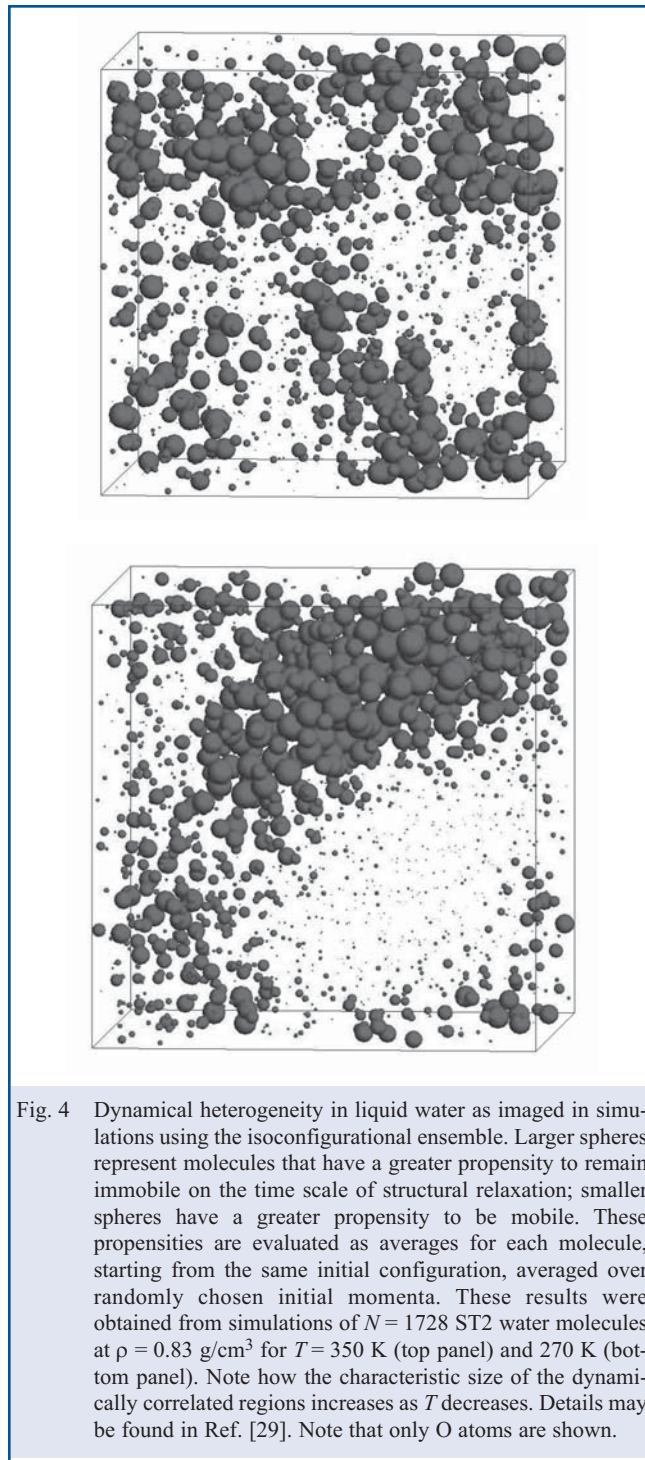 Fig. 4 Dynamical heterogeneity in liquid water as imaged in simu-
lations using the isoconfigurational ensemble. Larger spheres
represent molecules that have a greater propensity to remain
immobile on the time scale of structural relaxation; smaller
spheres have a greater propensity to be mobile. These
propensities are evaluated as averages for each molecule,
starting from the same initial configuration, averaged over
randomly chosen initial momenta. These results were
obtained from simulations of N = 1728 ST2 water molecules
at ρ = 0.83 g/cm³ for T = 350 K (top panel) and 270 K (bot-
tom panel). Note how the characteristic size of the dynami-
cally correlated regions increases as T decreases. Details may
be found in Ref. [29]. Note that only O atoms are shown.